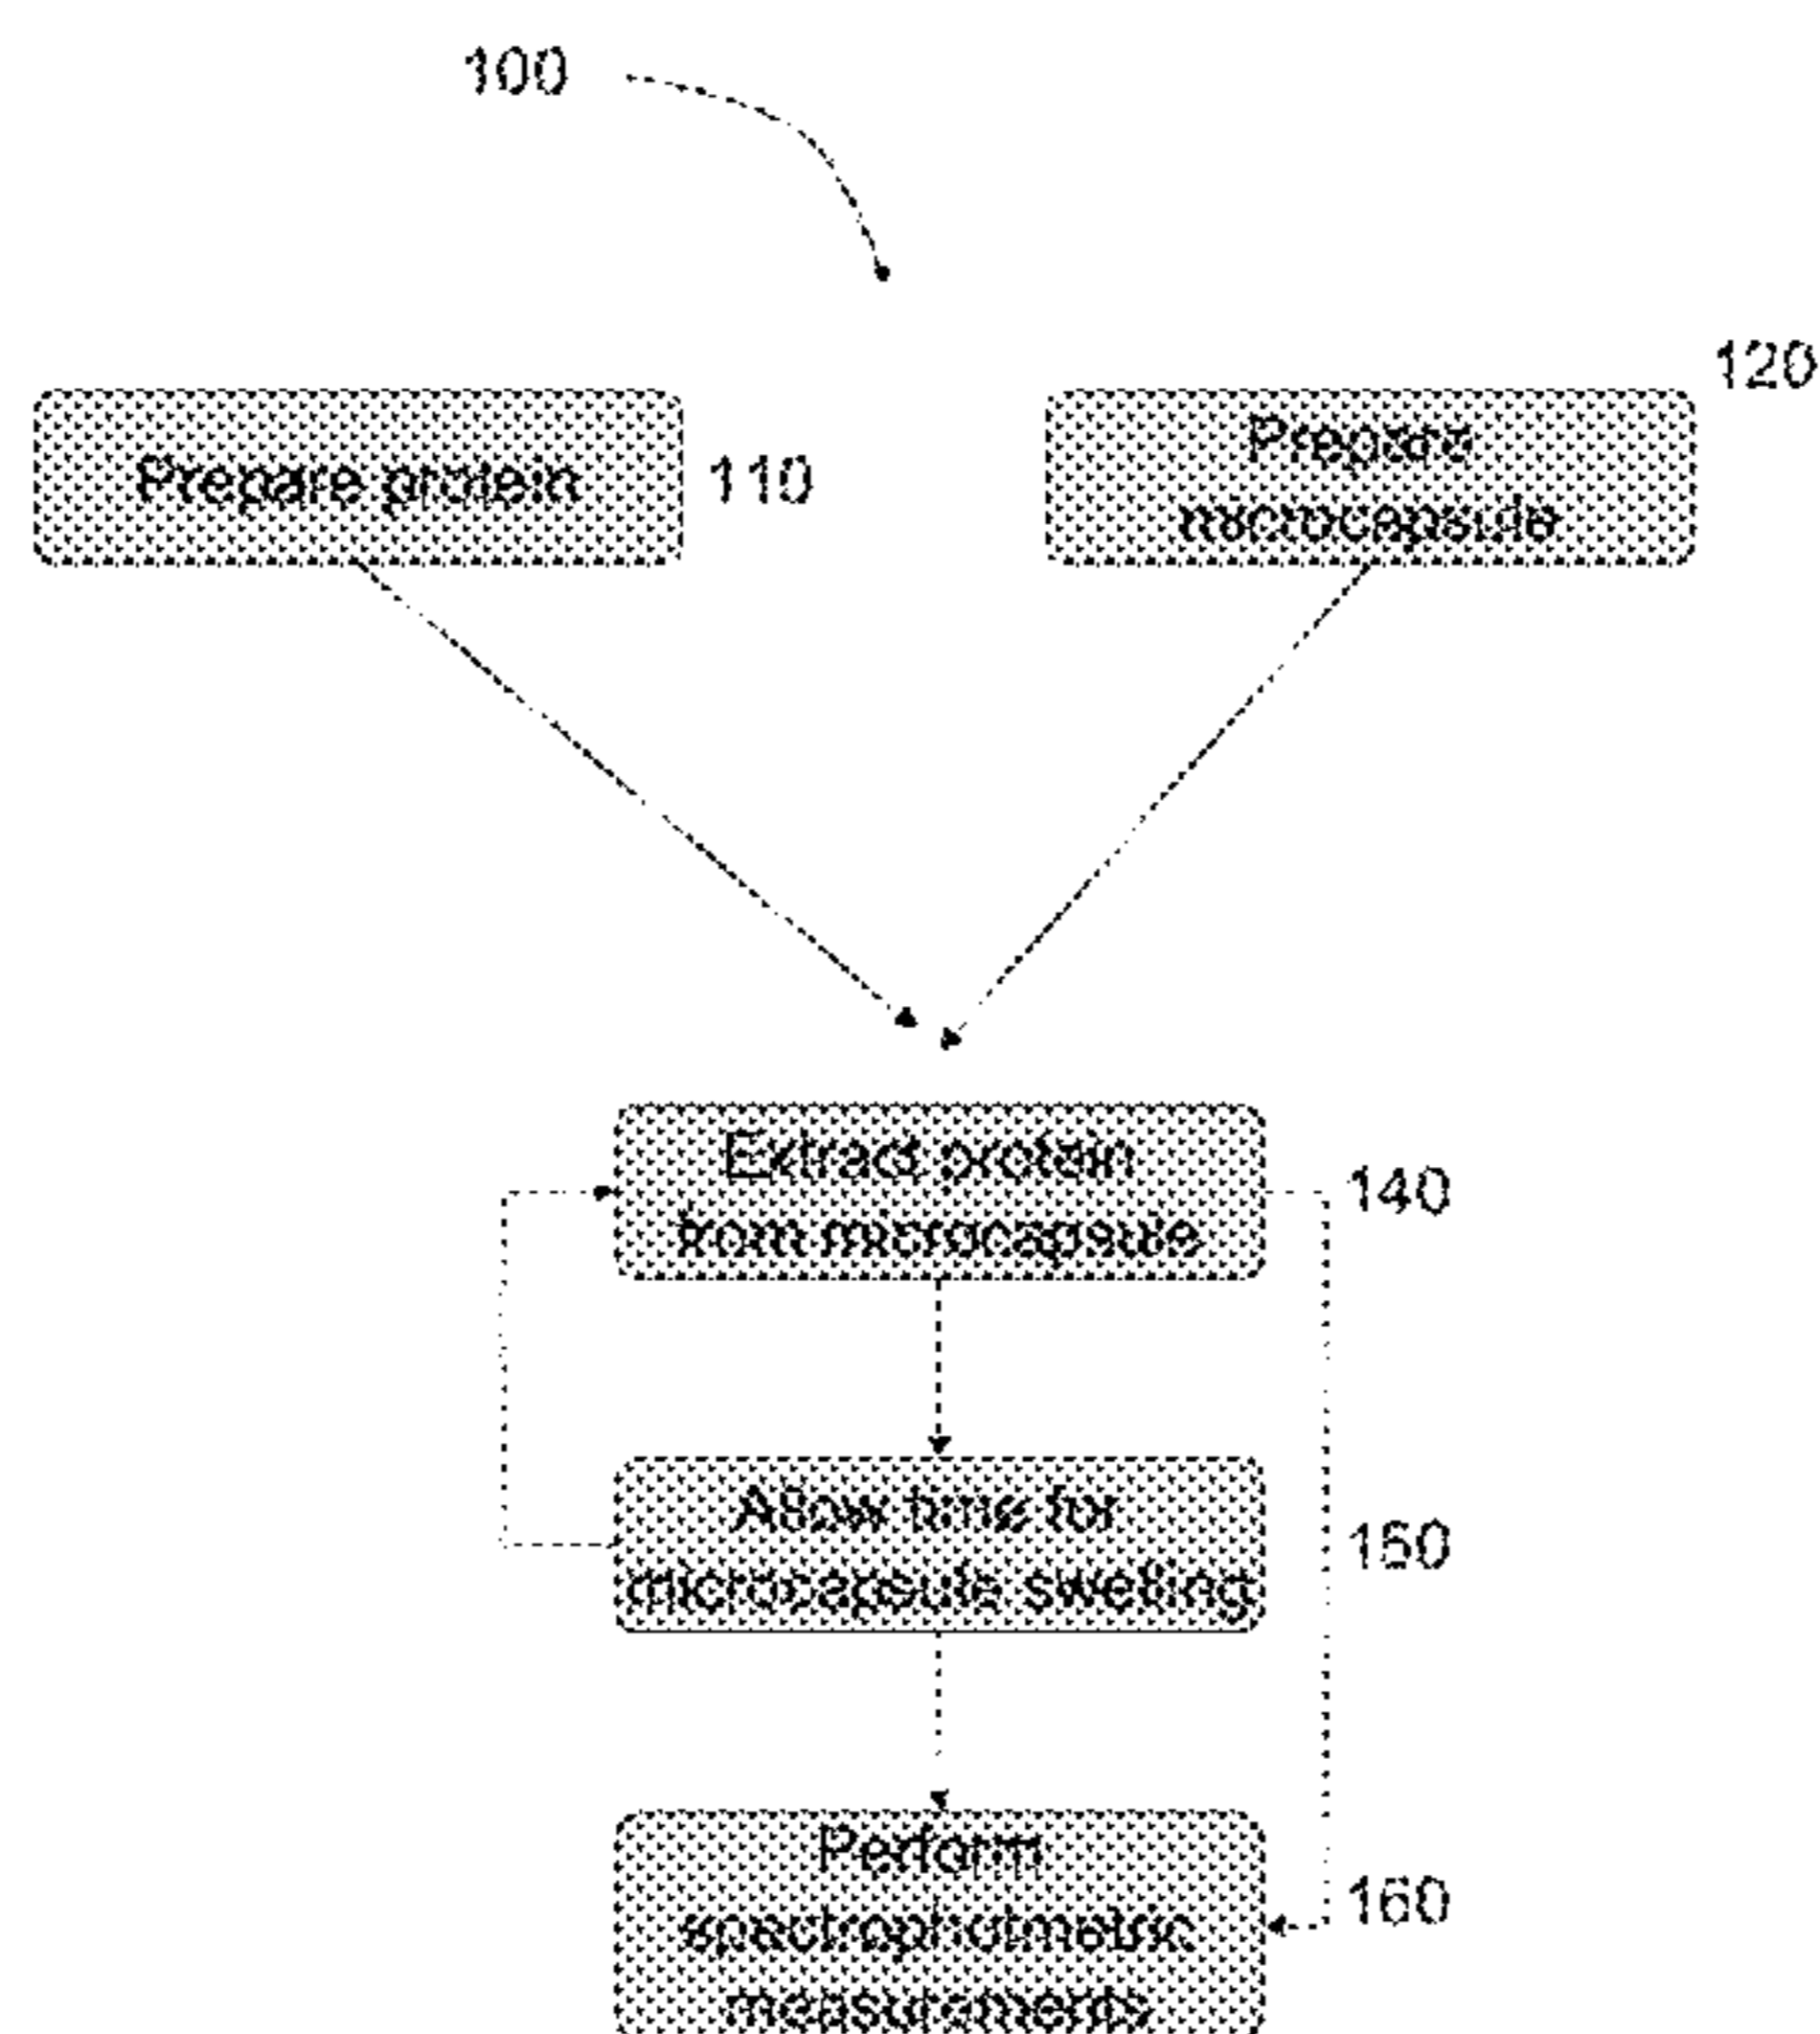 100
120
Prepare protein
110
Prepare
microcapsule
Extract protein
from microcapsule
140
Allow time for
microcapsule swelling
150
Perform
spectrophotmetric
measurements
160